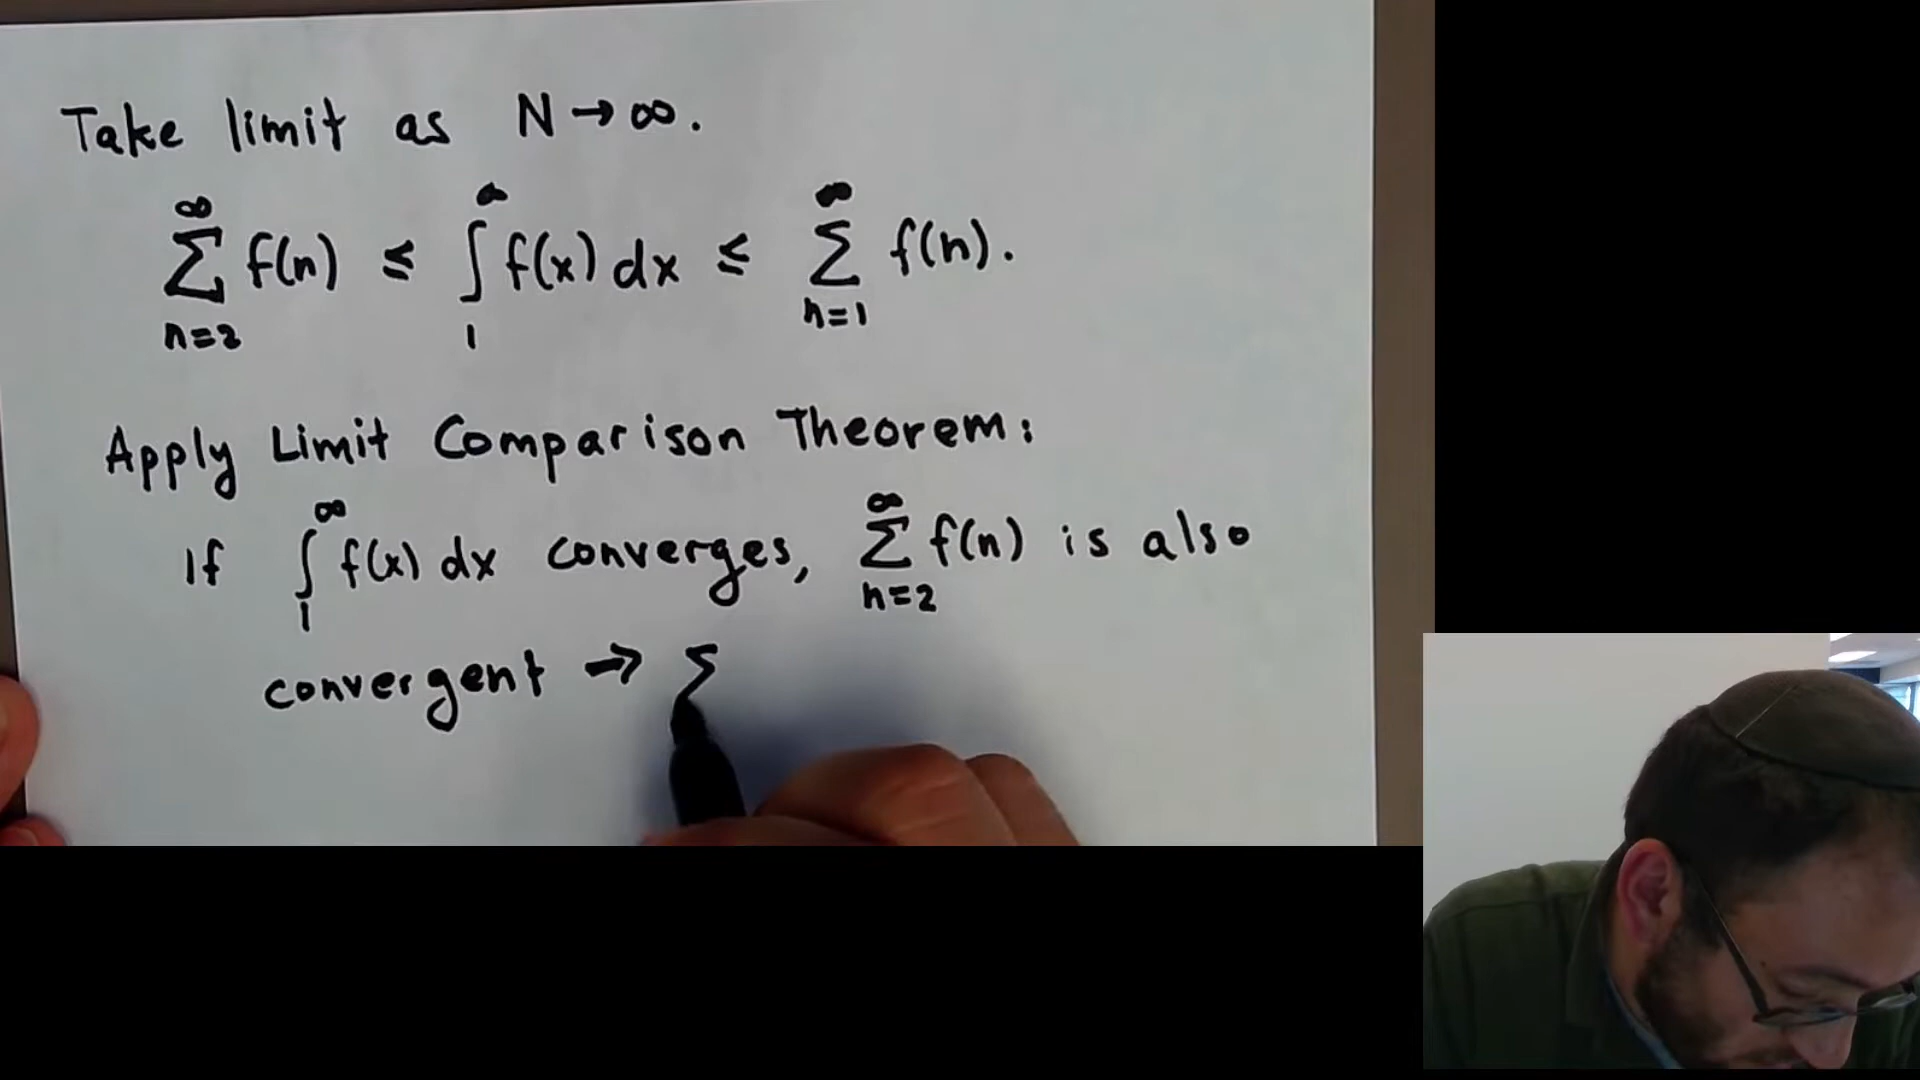 Take limit as N → ∞.
∞∑n=2 f(n) ≤ ∫1∞ f(x) dx ≤ ∞∑n=1 f(n).
Apply Limit Comparison Theorem:
If ∫1∞ f(x) dx converges, ∞∑n=2 f(n) is also
convergent → ∑